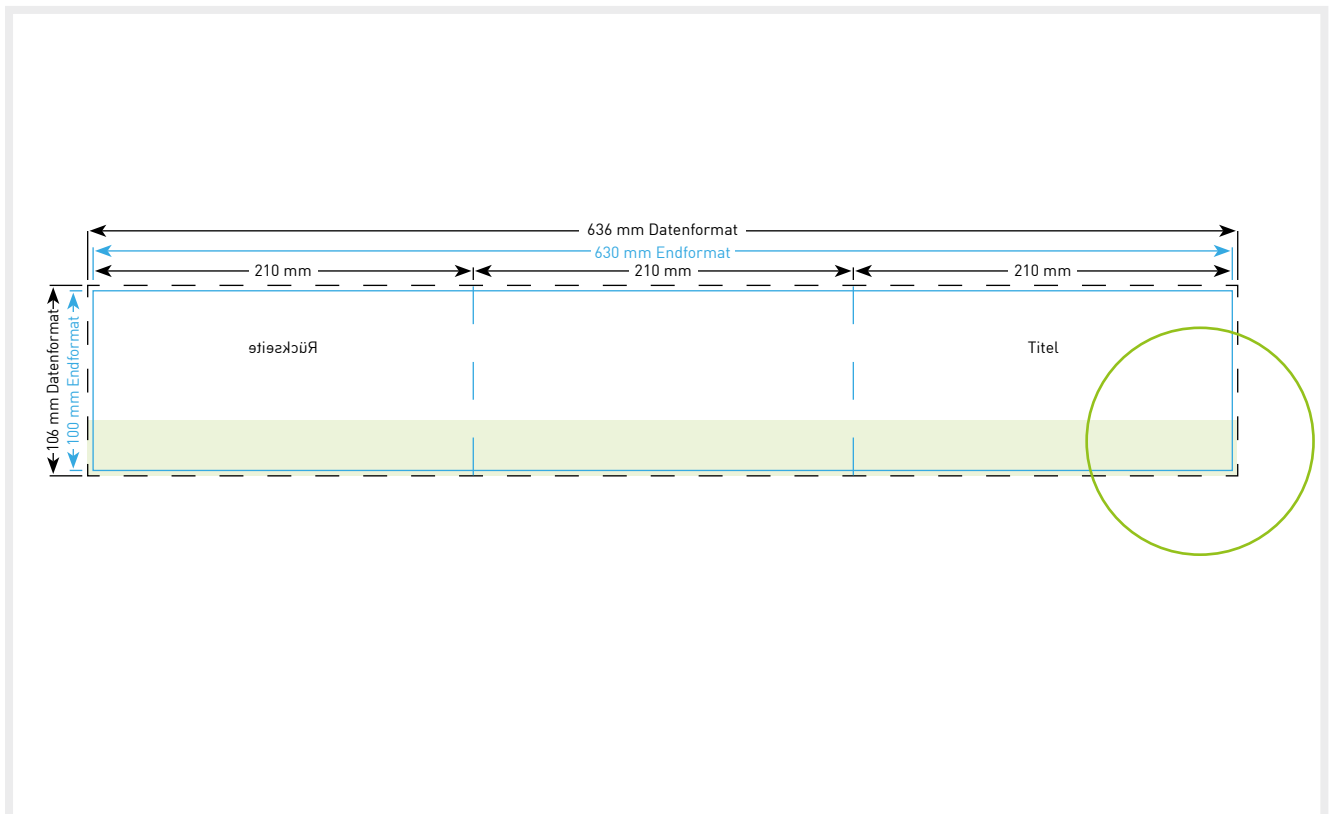 636 mm Datenformat
630 mm Endformat
210 mm 210 mm 210 mm
106 mm Datenformat
100 mm Endformat
Rückseite Titel